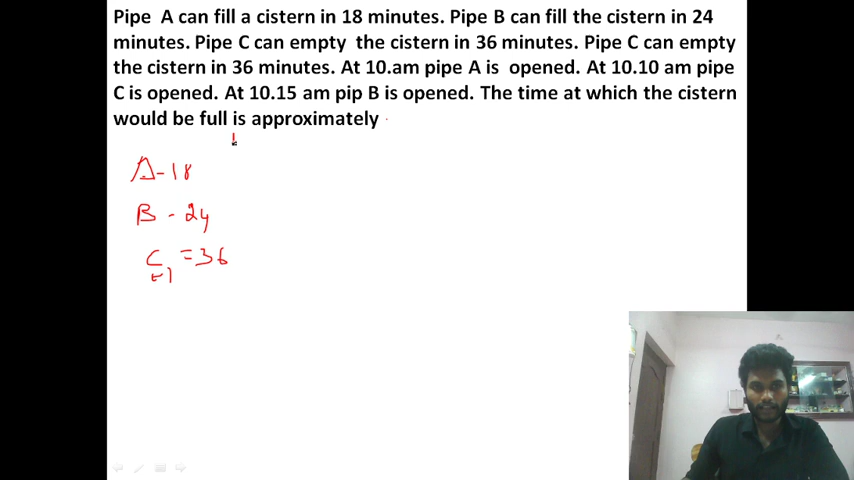 Pipe A can fill a cistern in 18 minutes. Pipe B can fill the cistern in 24
minutes. Pipe C can empty the cistern in 36 minutes. Pipe C can empty
the cistern in 36 minutes. At 10.am pipe A is opened. At 10.10 am pipe
C is opened. At 10.15 am pip B is opened. The time at which the cistern
would be full is approximately
A-18
B - 24
C = 36
(-)